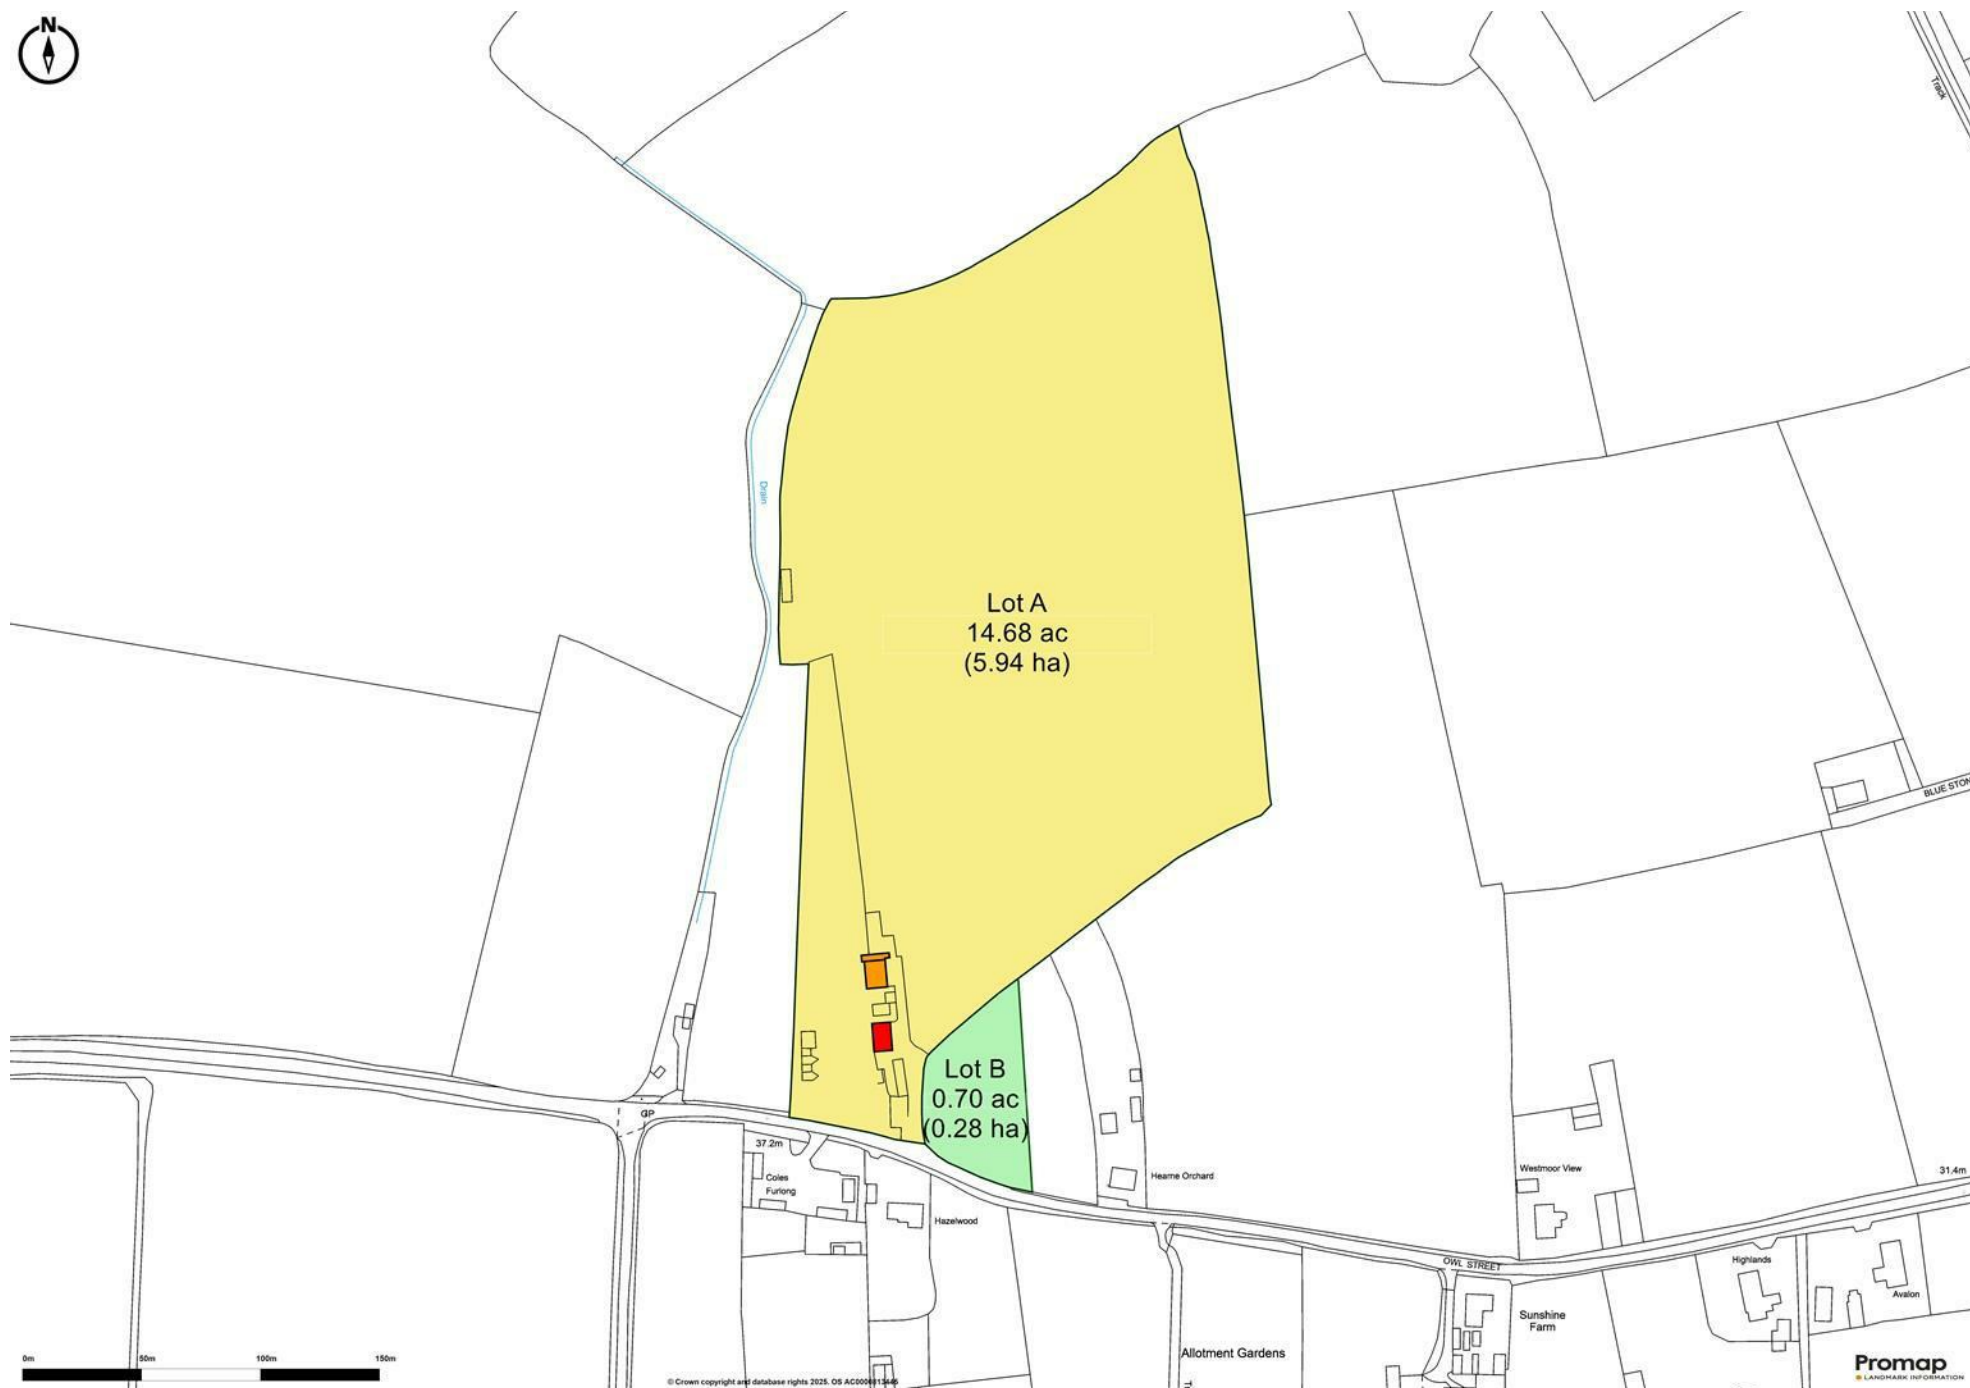 N
Track
Drain
Lot A
14.68 ac
(5.94 ha)
BLUE STON
Lot B
0.70 ac
(0.28 ha)
GP
37.2m
Coles
Furlong
Hazelwood
Hearne Orchard
Westmoor View
31.4m
OWL STREET
Highlands
Avalon
Sunshine
Farm
Allotment Gardens
0m 50m 100m 150m
© Crown copyright and database rights 2025. OS
Promap
LANDMARK INFORMATION